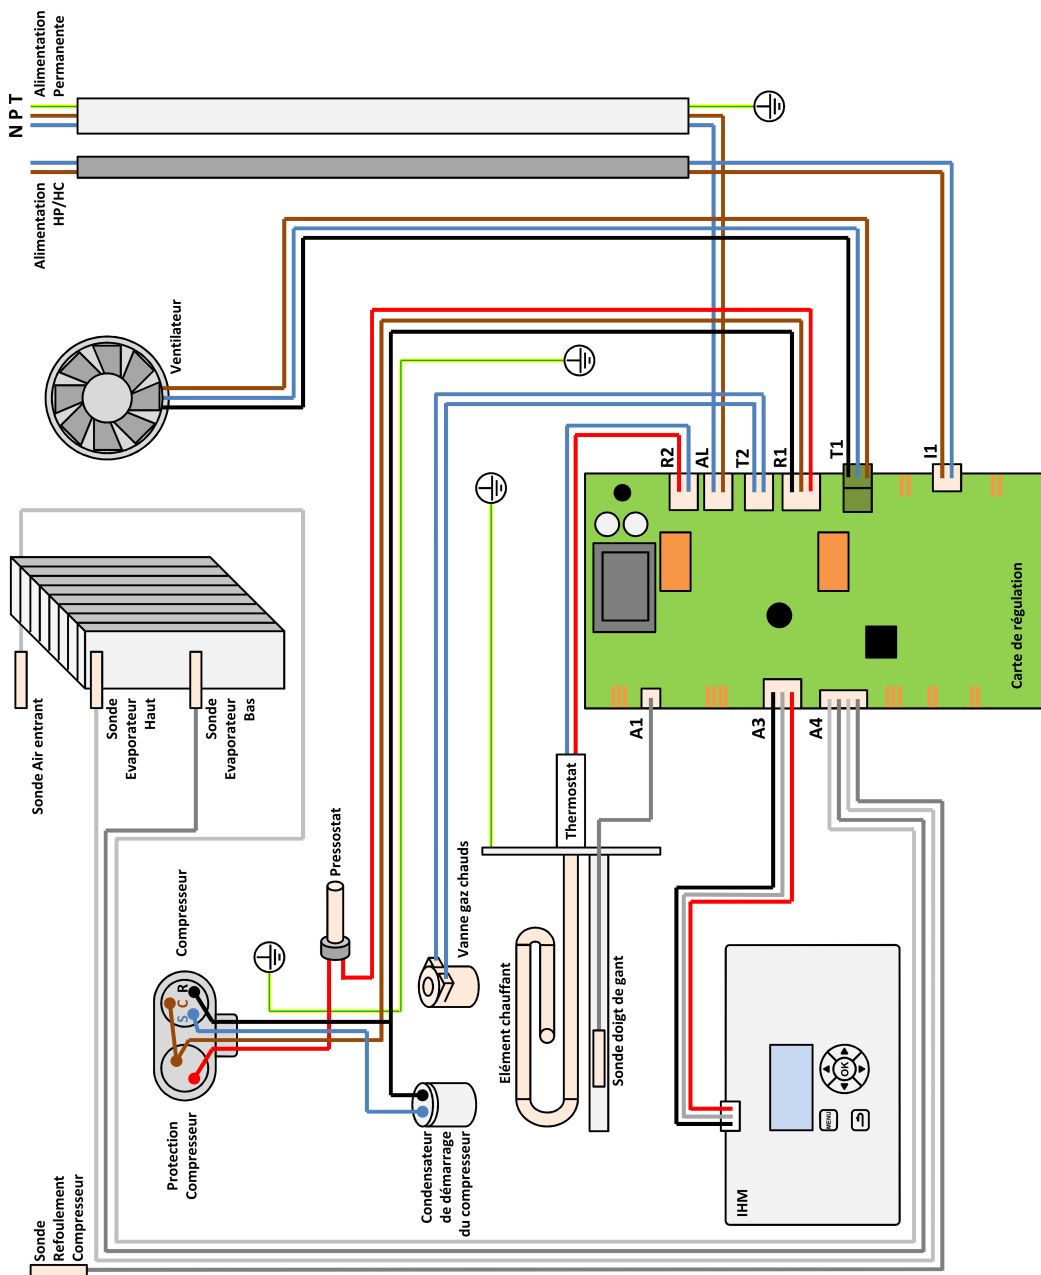 N P T
Alimentation
Permanente
Alimentation
HP/HC
Ventilateur
R2
AL
T2
R1
T1
I1
Carte de régulation
A1
A3
A4
Sonde Air entrant
Sonde
Evaporateur
Haut
Sonde
Evaporateur
Bas
Thermostat
Pressostat
Compresseur
S C R
Protection
Compresseur
Vanne gaz chauds
Elément chauffant
Sonde doigt de gant
Condensateur
de démarrage
du compresseur
Sonde
Refoulement
Compresseur
IHM
MENU
OK